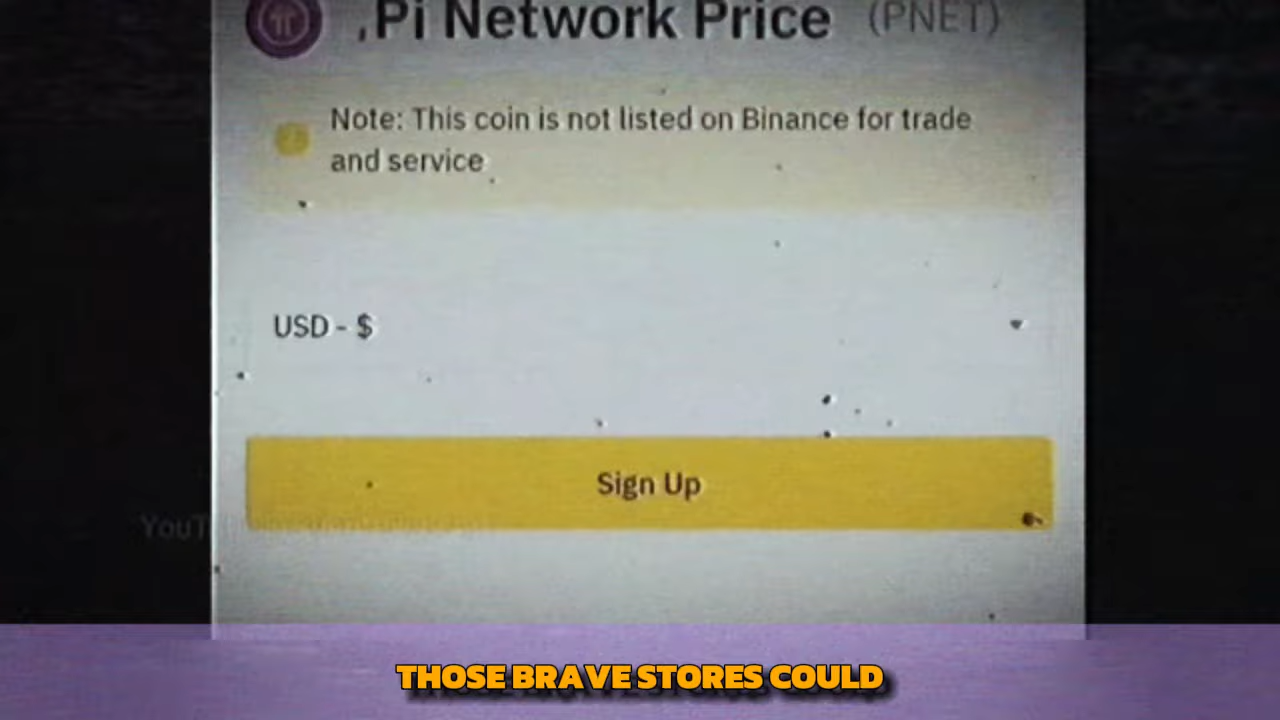 Pi Network Price (PNET)
Note: This coin is not listed on Binance for trade
and service
USD - $
Sign Up
THOSE BRAVE STORES COULD